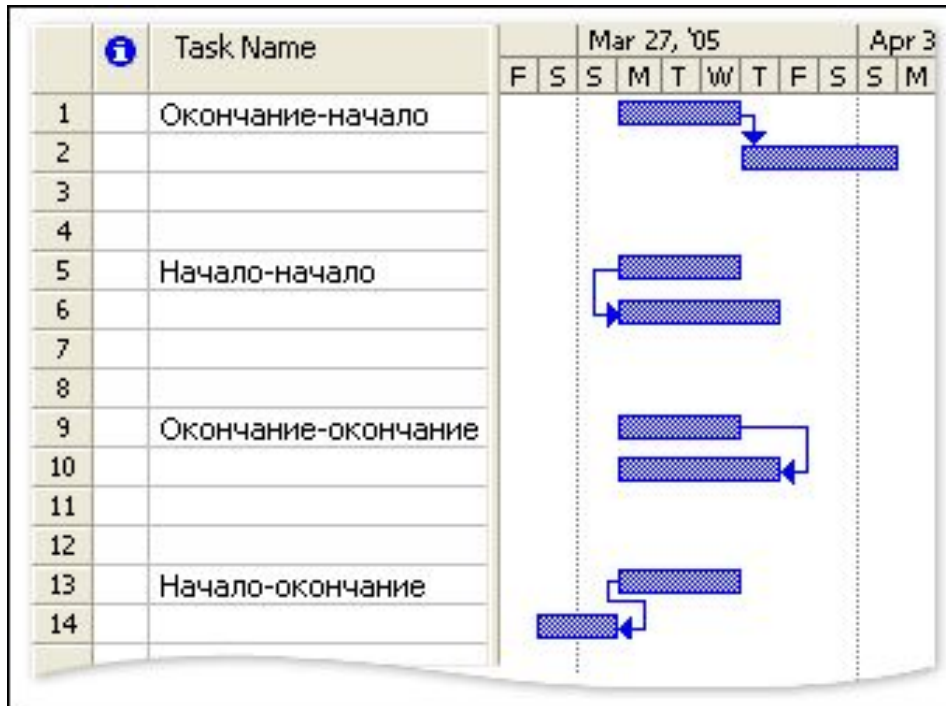 Task Name
Mar 27, '05
Apr 3
F S S M T W T F S S M
1 Окончание-начало
2
3
4
5 Начало-начало
6
7
8
9 Окончание-окончание
10
11
12
13 Начало-окончание
14